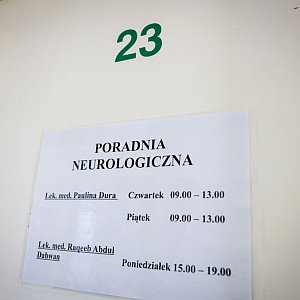 23
PORADNIA
NEUROLOGICZNA
Lek. med. Paulina Dura Czwartek 09.00 – 13.00
Piątek 09.00 – 13.00
Lek. med. Raqeeb Abdul
Dahwan Poniedziałek 15.00 – 19.00